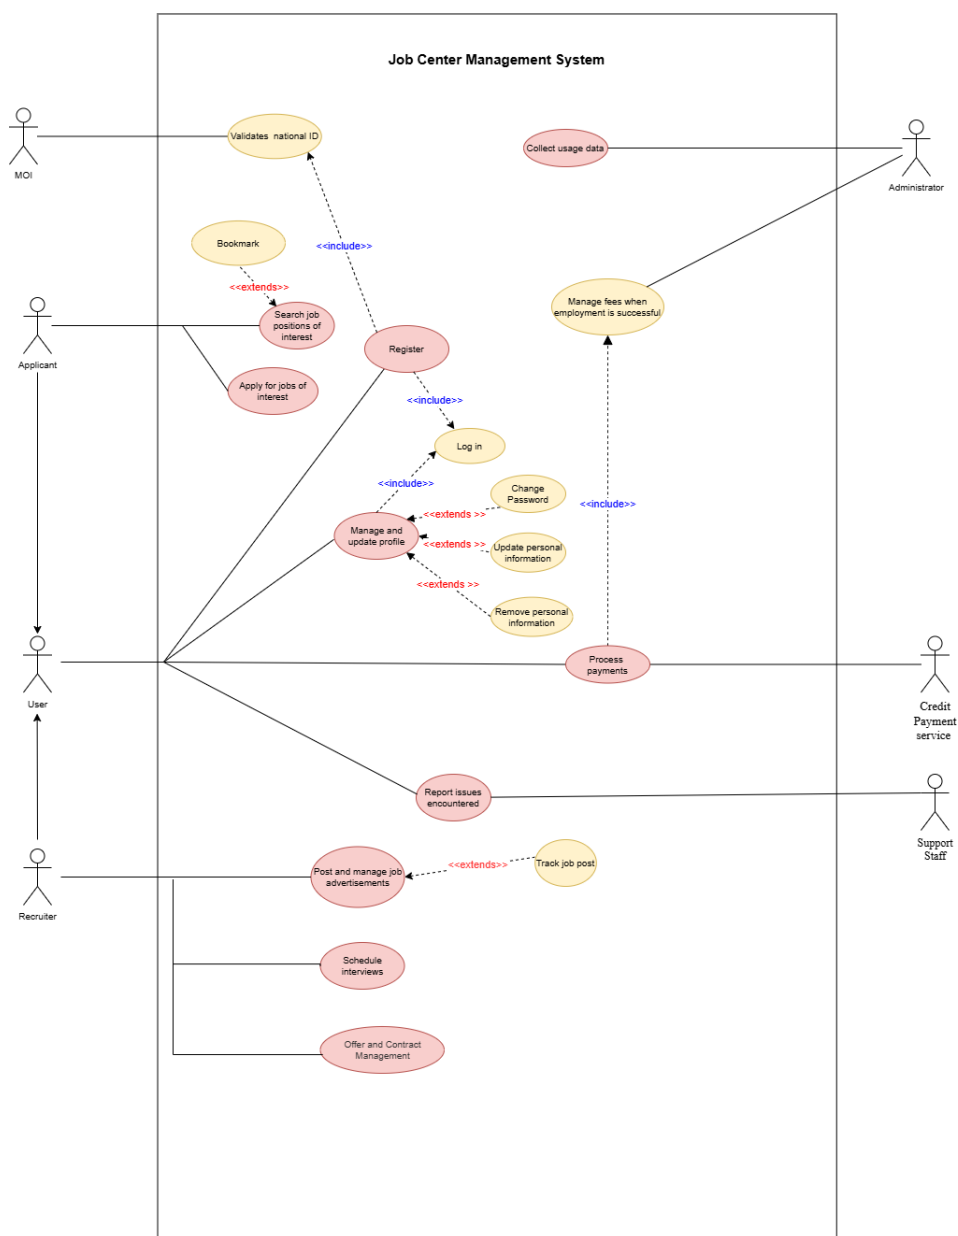 Job Center Management System
MOI
Validates  national ID
Collect usage data
Administrator
<<include>>
Bookmark
<<extends>>
Search job
positions of
interest
Applicant
Manage fees when
employment is successful
Register
Apply for jobs of
interest
<<include>>
Log in
<<include>>
Change
Password
<<extends >>
<<include>>
Manage and
update profile
<<extends >>
Update personal
information
<<extends >>
Remove personal
information
User
Process
payments
Credit
Payment
service
Report issues
encountered
Support
Staff
Recruiter
Post and manage job
advertisements
<<extends>>
Track job post
Schedule
interviews
Offer and Contract
Management